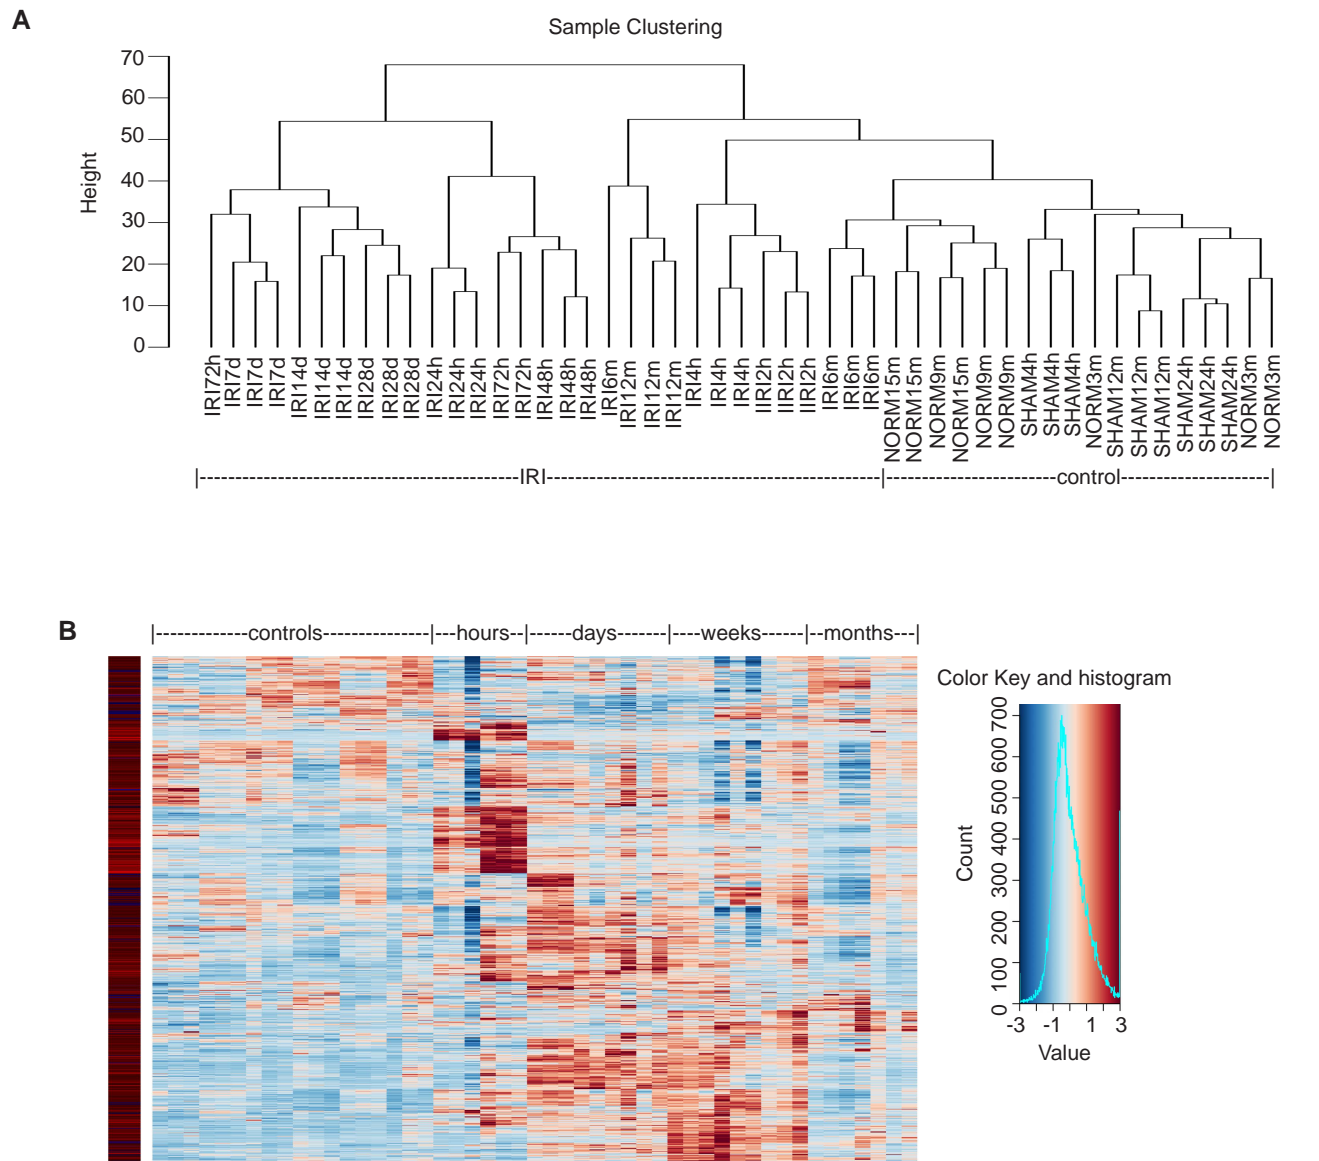 A
Sample Clustering
Height
70
60
50
40
30
20
10
0
IRI72h
IRI7d
IRI7d
IRI7d
IRI14d
IRI14d
IRI14d
IRI28d
IRI28d
IRI28d
IRI24h
IRI24h
IRI24h
IRI72h
IRI72h
IRI48h
IRI48h
IRI48h
IRI6m
IRI12m
IRI12m
IRI12m
IRI4h
IRI4h
IRI4h
IIRI2h
IIRI2h
IIRI2h
IRI6m
IRI6m
IRI6m
NORM15m
NORM15m
NORM9m
NORM15m
NORM9m
NORM9m
SHAM4h
SHAM4h
SHAM4h
NORM3m
SHAM12m
SHAM12m
SHAM12m
SHAM24h
SHAM24h
SHAM24h
NORM3m
NORM3m
|---------------------------------------------IRI-----------------------------------------------|------------------------control---------------------|
B
|-------------controls---------------|---hours--|------days-------|----weeks------|--months---|
Color Key and histogram
Count
700
600
500
400
300
200
100
0
-3 -1 1 3
Value